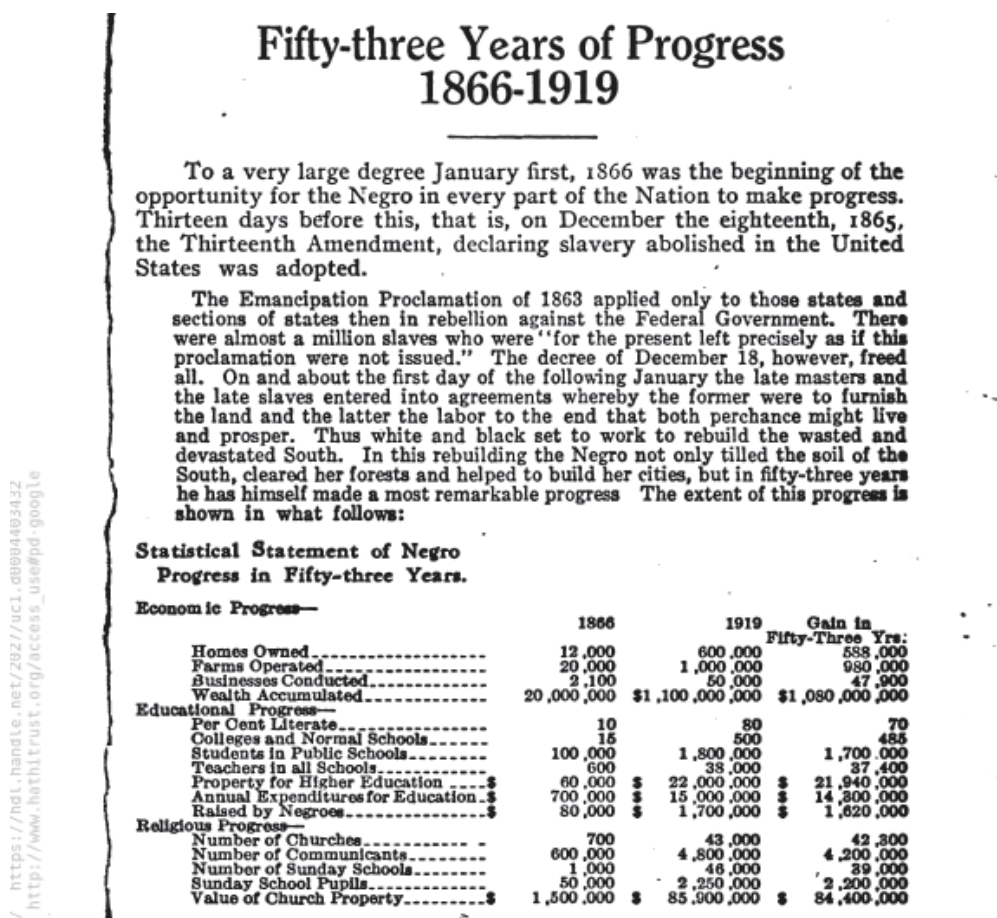 Fifty-three Years of Progress
1866-1919
To a very large degree January first, 1866 was the beginning of the
opportunity for the Negro in every part of the Nation to make progress.
Thirteen days before this, that is, on December the eighteenth, 1865,
the Thirteenth Amendment, declaring slavery abolished in the United
States was adopted.
The Emancipation Proclamation of 1863 applied only to those states and
sections of states then in rebellion against the Federal Government. There
were almost a million slaves who were "for the present left precisely as if this
proclamation were not issued." The decree of December 18, however, freed
all. On and about the first day of the following January the late masters and
the late slaves entered into agreements whereby the former were to furnish
the land and the latter the labor to the end that both perchance might live
and prosper. Thus white and black set to work to rebuild the wasted and
devastated South. In this rebuilding the Negro not only tilled the soil of the
South, cleared her forests and helped to build her cities, but in fifty-three years
he has himself made a most remarkable progress The extent of this progress is
shown in what follows:
Statistical Statement of Negro
Progress in Fifty-three Years.
Economic Progress—
1866 1919 Gain in
Fifty-Three Yrs.
Homes Owned 12,000 600,000 588,000
Farms Operated 20,000 1,000,000 980,000
Businesses Conducted 2,100 50,000 47,900
Wealth Accumulated 20,000,000 $1,100,000,000 $1,080,000,000
Educational Progress—
Per Cent Literate 10 80 70
Colleges and Normal Schools 15 500 485
Students in Public Schools 100,000 1,800,000 1,700.000
Teachers in all Schools 600 38,000 37,400
Property for Higher Education $ 60,000 $ 22,000,000 $ 21,940,000
Annual Expenditures for Education $ 700,000 $ 15,000,000 $ 14,300,000
Raised by Negroes $ 80,000 $ 1,700,000 $ 1,620,000
Religious Progress—
Number of Churches 700 43,000 42,300
Number of Communicants 600,000 4,800,000 4,200,000
Number of Sunday Schools 1,000 46,000 39,000
Sunday School Pupils 50,000 2,250,000 2,200,000
Value of Church Property $ 1,500,000 $ 85,900,000 $ 84,400,000
https://hdl.handle.net/2027/uc1.d0004403432
http://www.hathitrust.org/access_use#pd-google